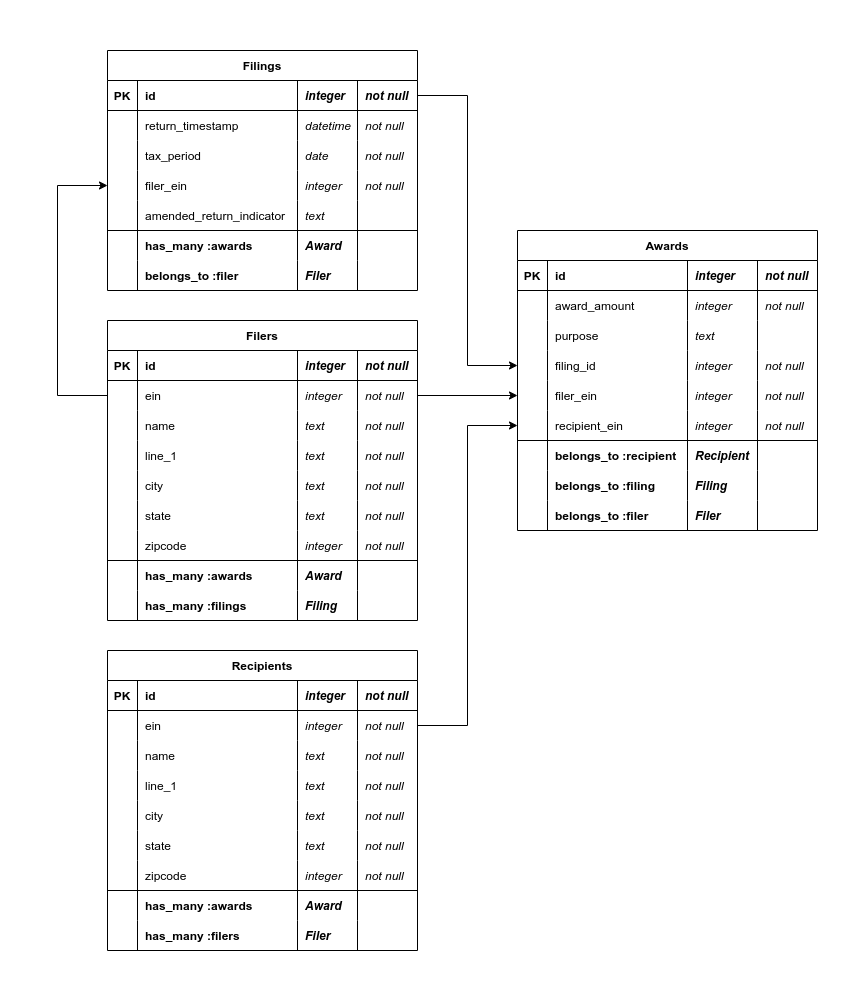 Filings
PK id integer not null
return_timestamp datetime not null
tax_period date not null
filer_ein integer not null
amended_return_indicator text
has_many :awards Award
belongs_to :filer Filer
Filers
PK id integer not null
ein integer not null
name text not null
line_1 text not null
city text not null
state text not null
zipcode integer not null
has_many :awards Award
has_many :filings Filing
Recipients
PK id integer not null
ein integer not null
name text not null
line_1 text not null
city text not null
state text not null
zipcode integer not null
has_many :awards Award
has_many :filers Filer
Awards
PK id integer not null
award_amount integer not null
purpose text
filing_id integer not null
filer_ein integer not null
recipient_ein integer not null
belongs_to :recipient Recipient
belongs_to :filing Filing
belongs_to :filer Filer